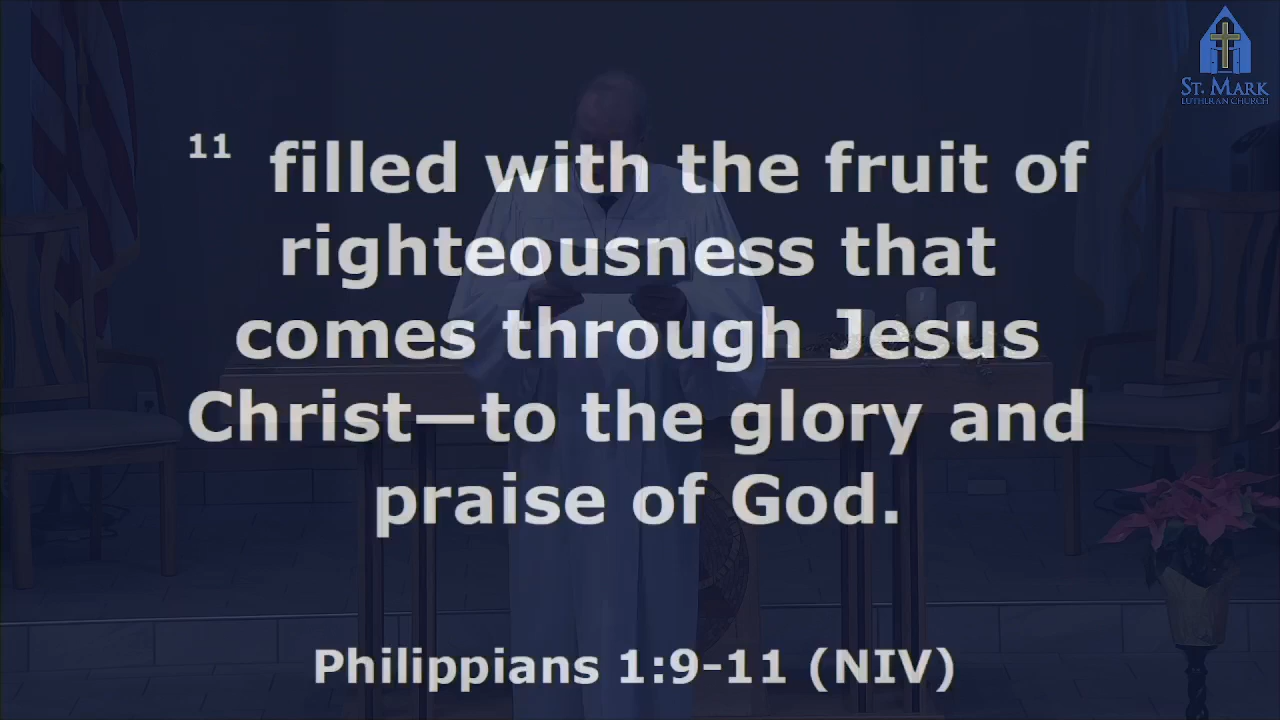 St. Mark
Lutheran Church
11 filled with the fruit of
righteousness that
comes through Jesus
Christ—to the glory and
praise of God.
Philippians 1:9-11 (NIV)